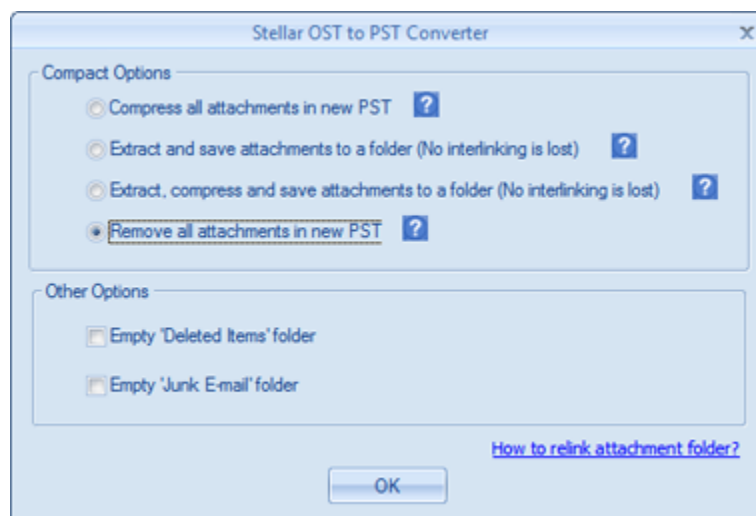 Stellar OST to PST Converter
Compact Options
Compress all attachments in new PST ?
Extract and save attachments to a folder (No interlinking is lost) ?
Extract, compress and save attachments to a folder (No interlinking is lost) ?
Remove all attachments in new PST ?
Other Options
Empty 'Deleted Items' folder
Empty 'Junk E-mail' folder
How to relink attachment folder?
OK